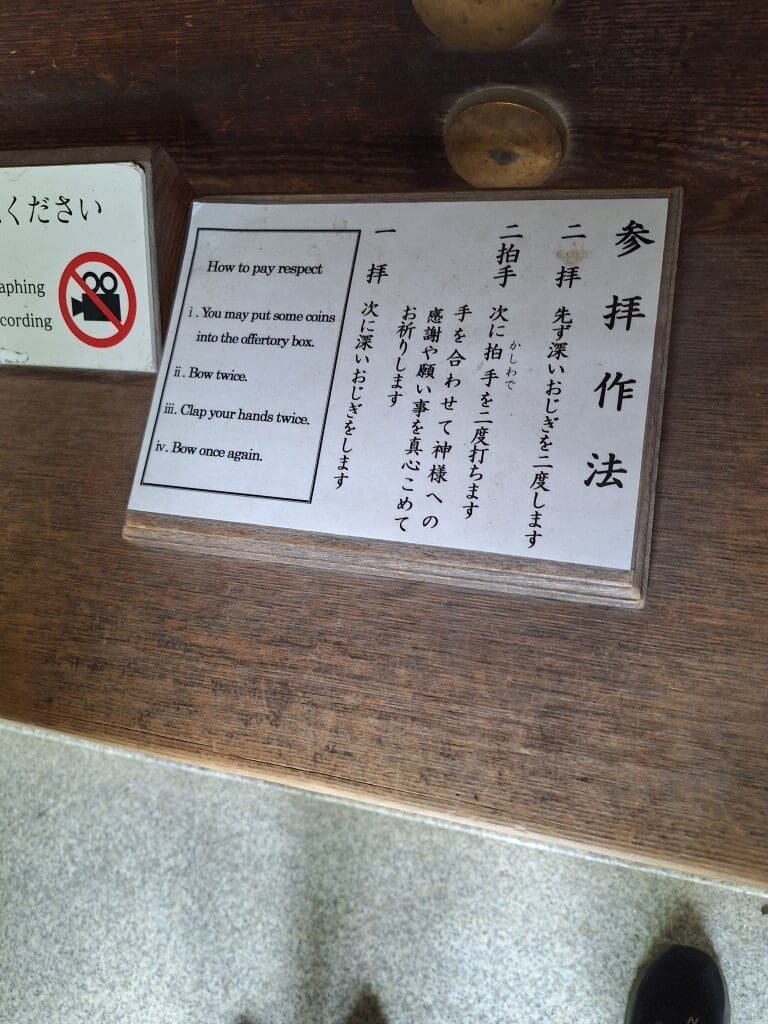 参拝作法
二拝 先ず深いおじぎを二度します
かしわで
二拍手 次に拍手を二度打ちます
手を合わせて神様への
感謝や願い事を真心こめて
お祈りします
一拝 次に深いおじぎをします
How to pay respect
ⅰ. You may put some coins
into the offertory box.
ⅱ. Bow twice.
ⅲ. Clap your hands twice.
ⅳ. Bow once again.
ください
aphing
cording